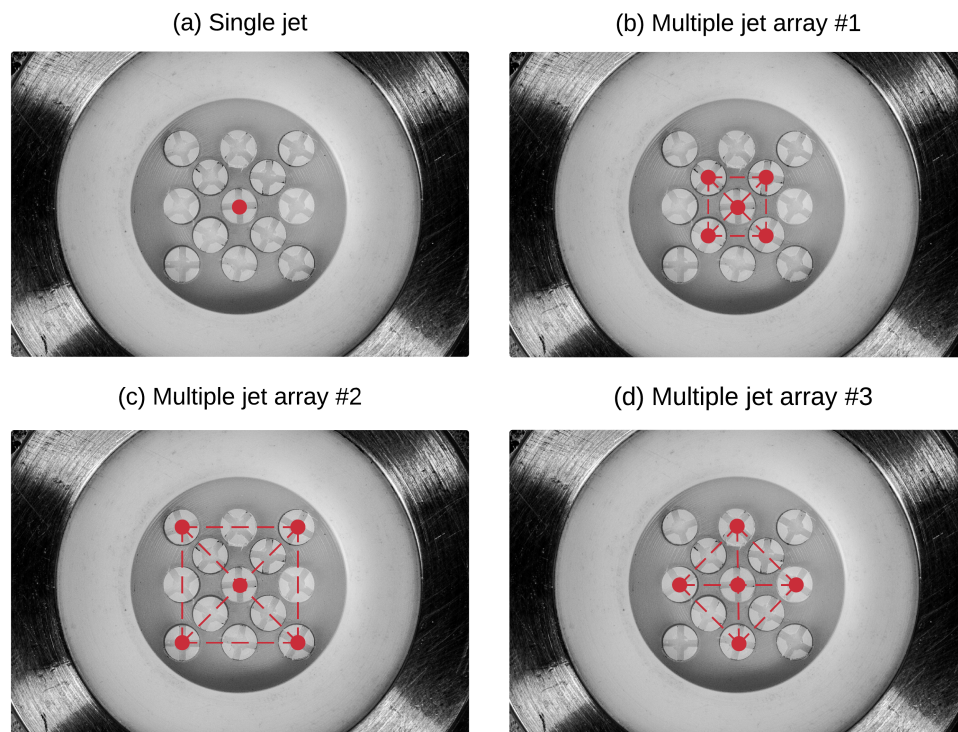 (a) Single jet
(b) Multiple jet array #1
(c) Multiple jet array #2
(d) Multiple jet array #3